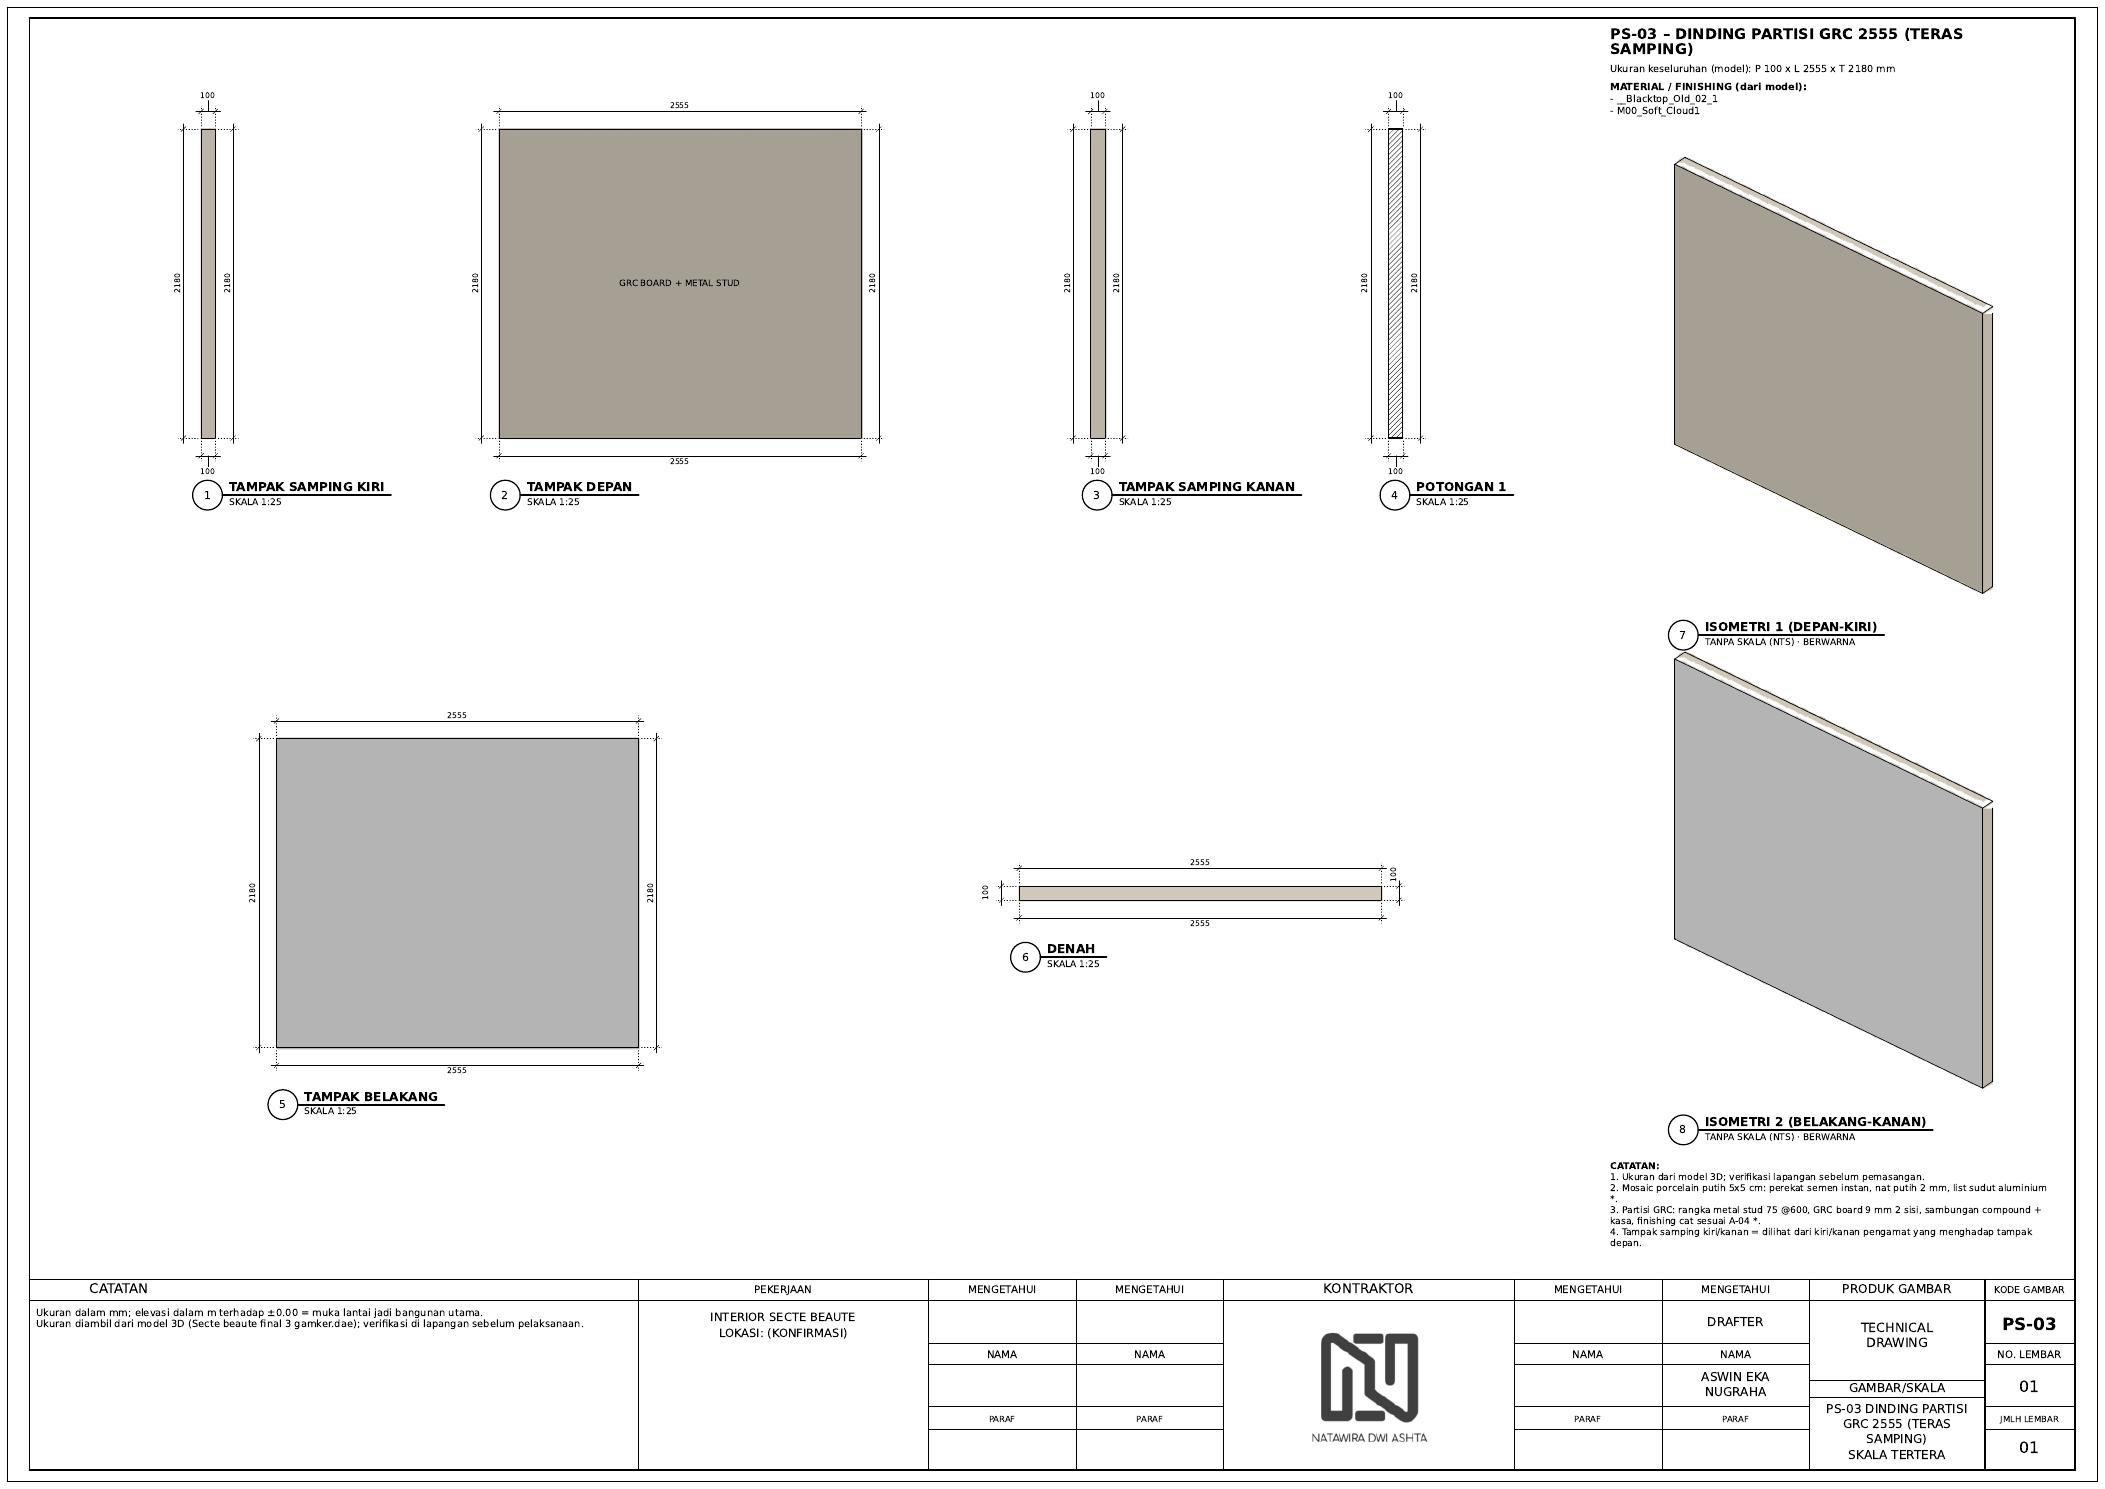 PS-03 – DINDING PARTISI GRC 2555 (TERAS
SAMPING)
Ukuran keseluruhan (model): P 100 x L 2555 x T 2180 mm
MATERIAL / FINISHING (dari model):
- __Blacktop_Old_02_1
- M00_Soft_Cloud1
100
2180
2180
100
1
TAMPAK SAMPING KIRI
SKALA 1:25
2555
2180
GRC BOARD + METAL STUD
2180
2555
2
TAMPAK DEPAN
SKALA 1:25
100
2180
2180
100
3
TAMPAK SAMPING KANAN
SKALA 1:25
100
2180
2180
100
4
POTONGAN 1
SKALA 1:25
7
ISOMETRI 1 (DEPAN-KIRI)
TANPA SKALA (NTS) · BERWARNA
2555
2180
2180
2555
5
TAMPAK BELAKANG
SKALA 1:25
2555
100
100
2555
6
DENAH
SKALA 1:25
8
ISOMETRI 2 (BELAKANG-KANAN)
TANPA SKALA (NTS) · BERWARNA
CATATAN:
1. Ukuran dari model 3D; verifikasi lapangan sebelum pemasangan.
2. Mosaic porcelain putih 5x5 cm: perekat semen instan, nat putih 2 mm, list sudut aluminium
*.
3. Partisi GRC: rangka metal stud 75 @600, GRC board 9 mm 2 sisi, sambungan compound +
kasa, finishing cat sesuai A-04 *.
4. Tampak samping kiri/kanan = dilihat dari kiri/kanan pengamat yang menghadap tampak
depan.
CATATAN
Ukuran dalam mm; elevasi dalam m terhadap ±0.00 = muka lantai jadi bangunan utama.
Ukuran diambil dari model 3D (Secte beaute final 3 gamker.dae); verifikasi di lapangan sebelum pelaksanaan.
PEKERJAAN
INTERIOR SECTE BEAUTE
LOKASI: (KONFIRMASI)
MENGETAHUI
NAMA
PARAF
MENGETAHUI
NAMA
PARAF
KONTRAKTOR
NATAWIRA DWI ASHTA
MENGETAHUI
NAMA
PARAF
MENGETAHUI
DRAFTER
NAMA
ASWIN EKA
NUGRAHA
PARAF
PRODUK GAMBAR
TECHNICAL
DRAWING
GAMBAR/SKALA
PS-03 DINDING PARTISI
GRC 2555 (TERAS
SAMPING)
SKALA TERTERA
KODE GAMBAR
PS-03
NO. LEMBAR
01
JMLH LEMBAR
01